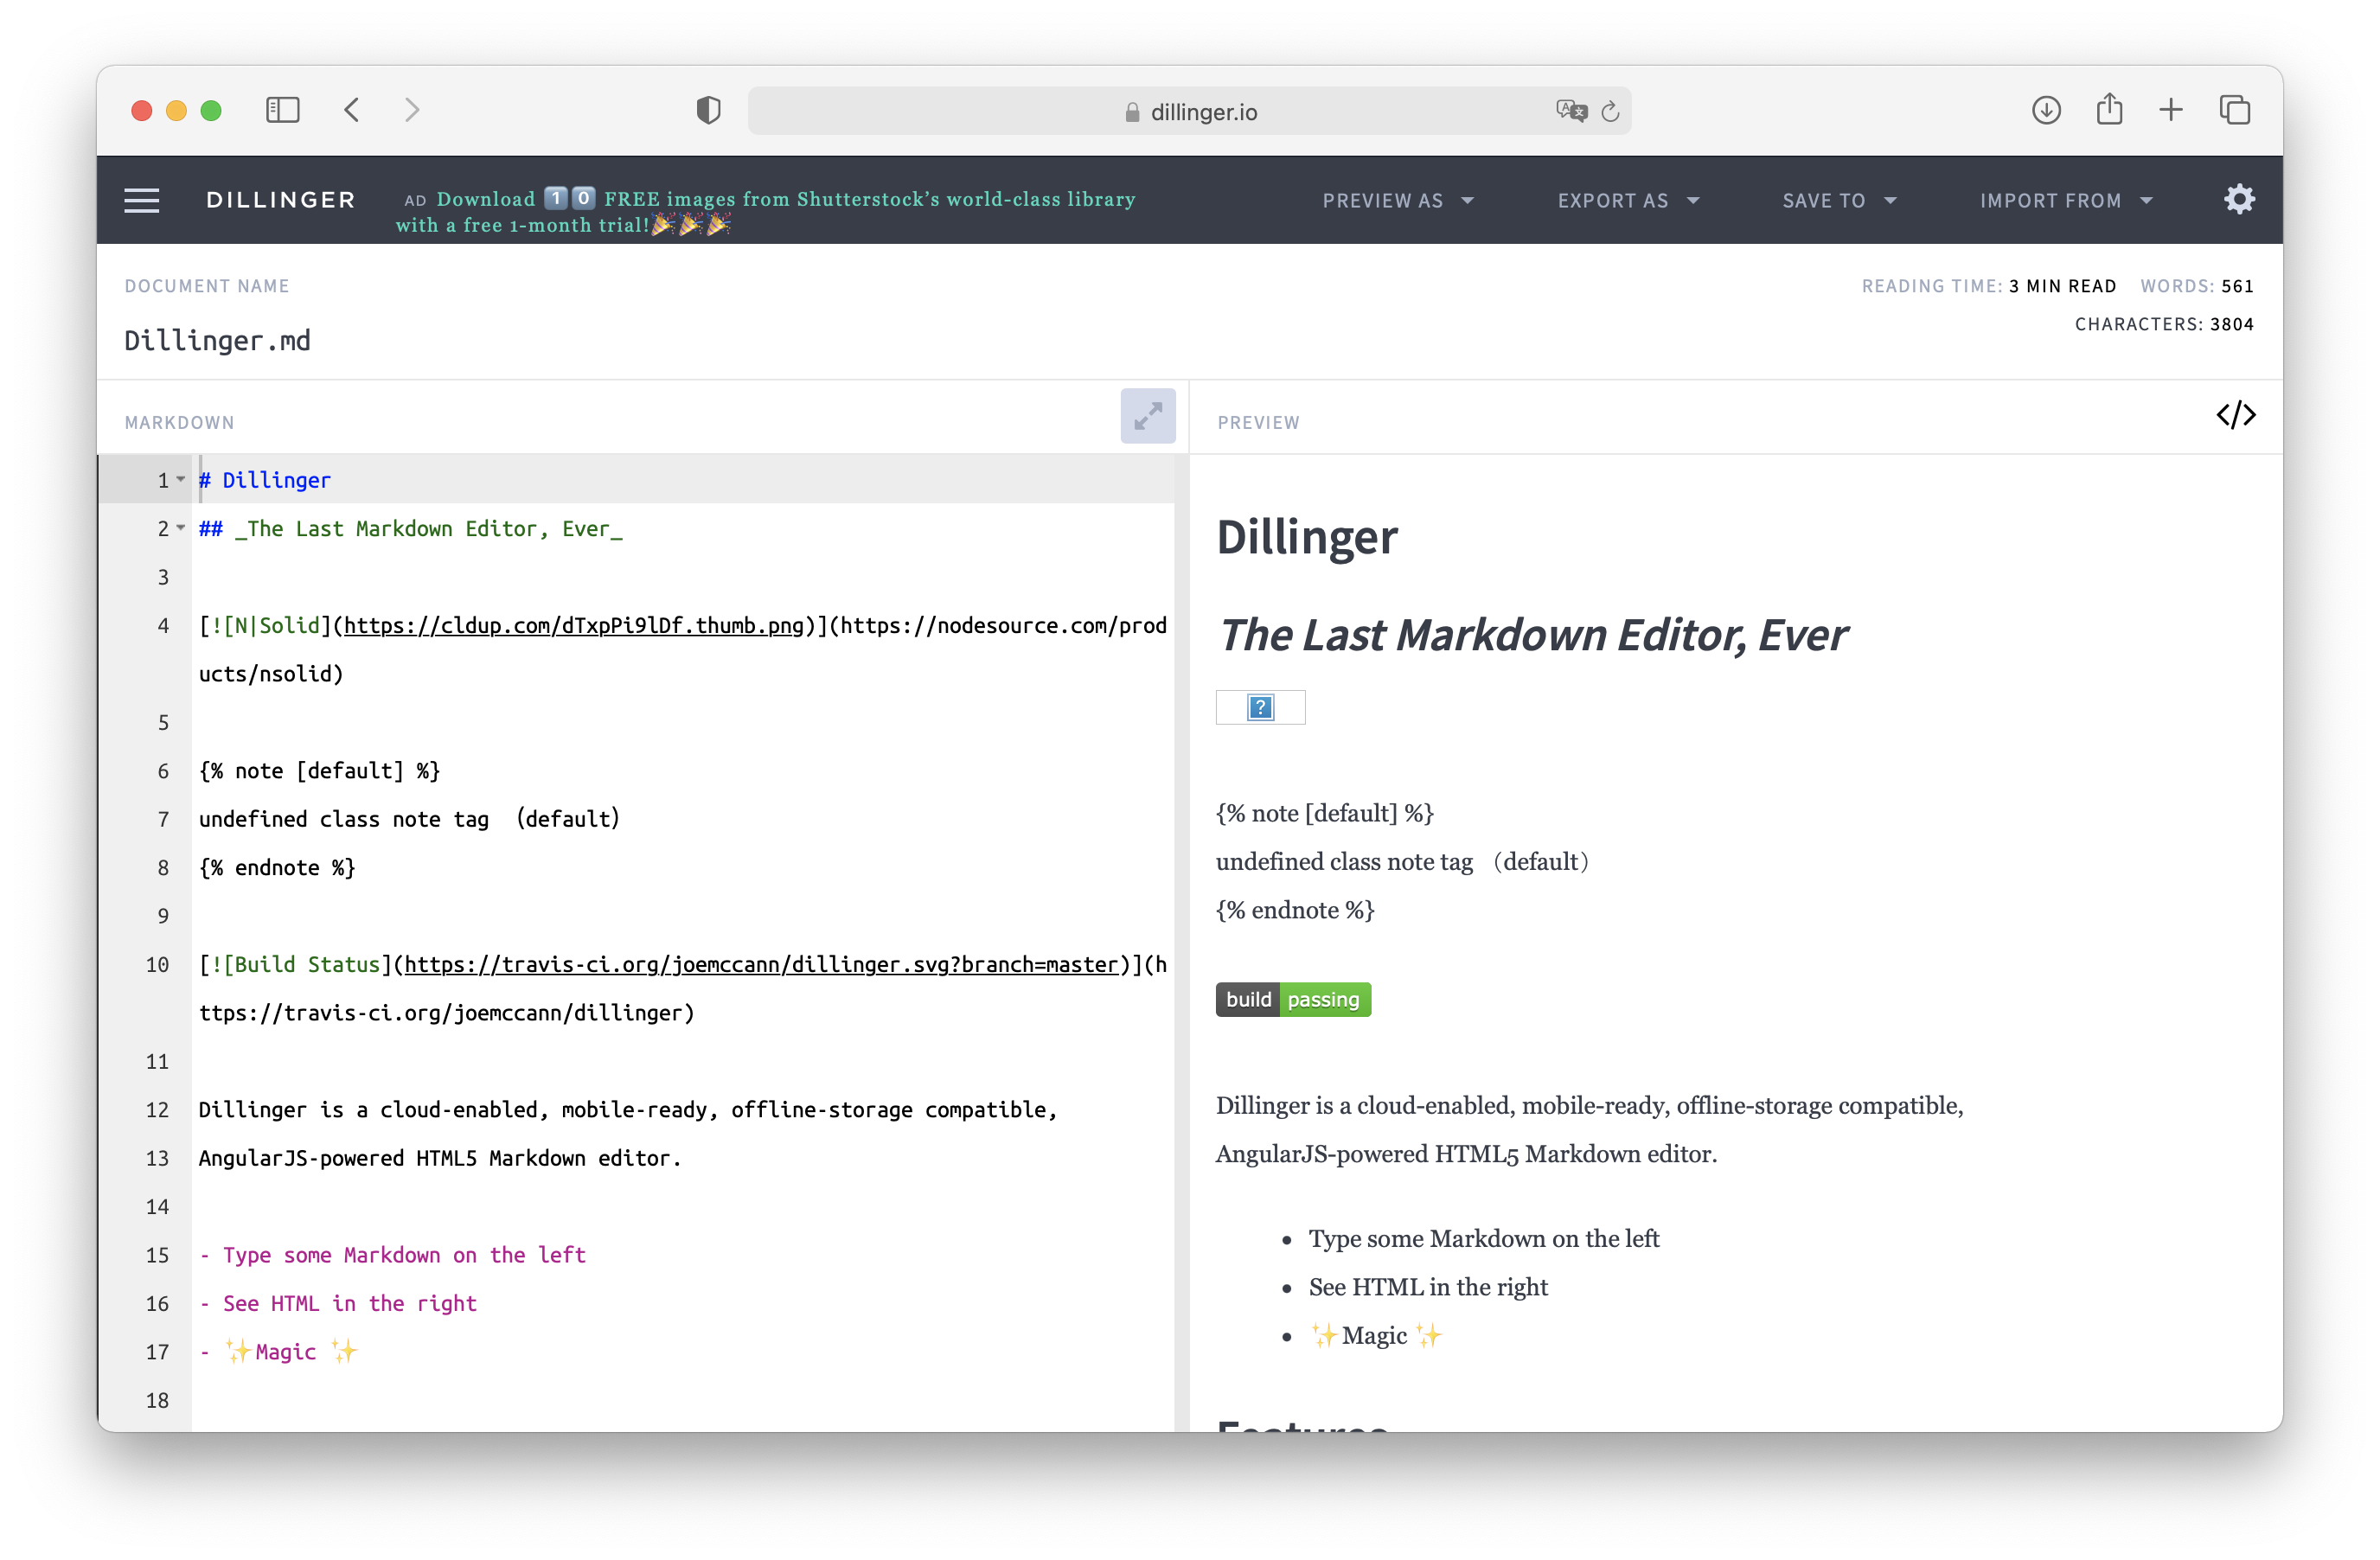 dillinger.io
DILLINGER
AD Download 1️⃣0️⃣ FREE images from Shutterstock’s world-class library
with a free 1-month trial!🎉🎉🎉
PREVIEW AS
EXPORT AS
SAVE TO
IMPORT FROM
DOCUMENT NAME
Dillinger.md
READING TIME: 3 MIN READ WORDS: 561
CHARACTERS: 3804
MARKDOWN
1 # Dillinger
2 ## _The Last Markdown Editor, Ever_
3
4 [![N|Solid](https://cldup.com/dTxpPi9lDf.thumb.png)](https://nodesource.com/prod
ucts/nsolid)
5
6 {% note [default] %}
7 undefined class note tag （default）
8 {% endnote %}
9
10 [![Build Status](https://travis-ci.org/joemccann/dillinger.svg?branch=master)](h
ttps://travis-ci.org/joemccann/dillinger)
11
12 Dillinger is a cloud-enabled, mobile-ready, offline-storage compatible,
13 AngularJS-powered HTML5 Markdown editor.
14
15 - Type some Markdown on the left
16 - See HTML in the right
17 - ✨Magic ✨
18
PREVIEW
</>
Dillinger
The Last Markdown Editor, Ever
{% note [default] %}
undefined class note tag （default）
{% endnote %}
build passing
Dillinger is a cloud-enabled, mobile-ready, offline-storage compatible,
AngularJS-powered HTML5 Markdown editor.
• Type some Markdown on the left
• See HTML in the right
• ✨Magic ✨
Features